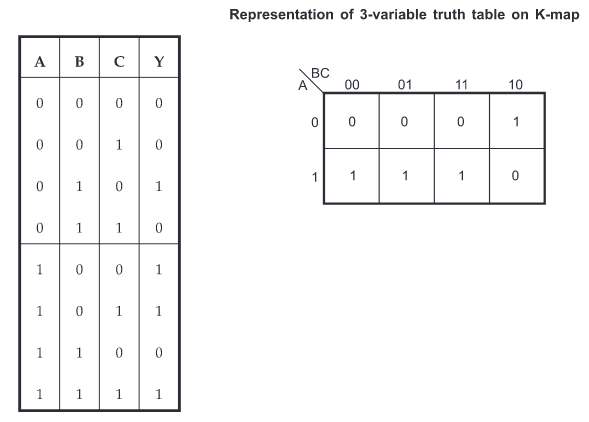 Representation of 3-variable truth table on K-map
A B C Y
0 0 0 0
0 0 1 0
0 1 0 1
0 1 1 0
1 0 0 1
1 0 1 1
1 1 0 0
1 1 1 1
BC
A 00 01 11 10
0 0 0 0 1
1 1 1 1 0